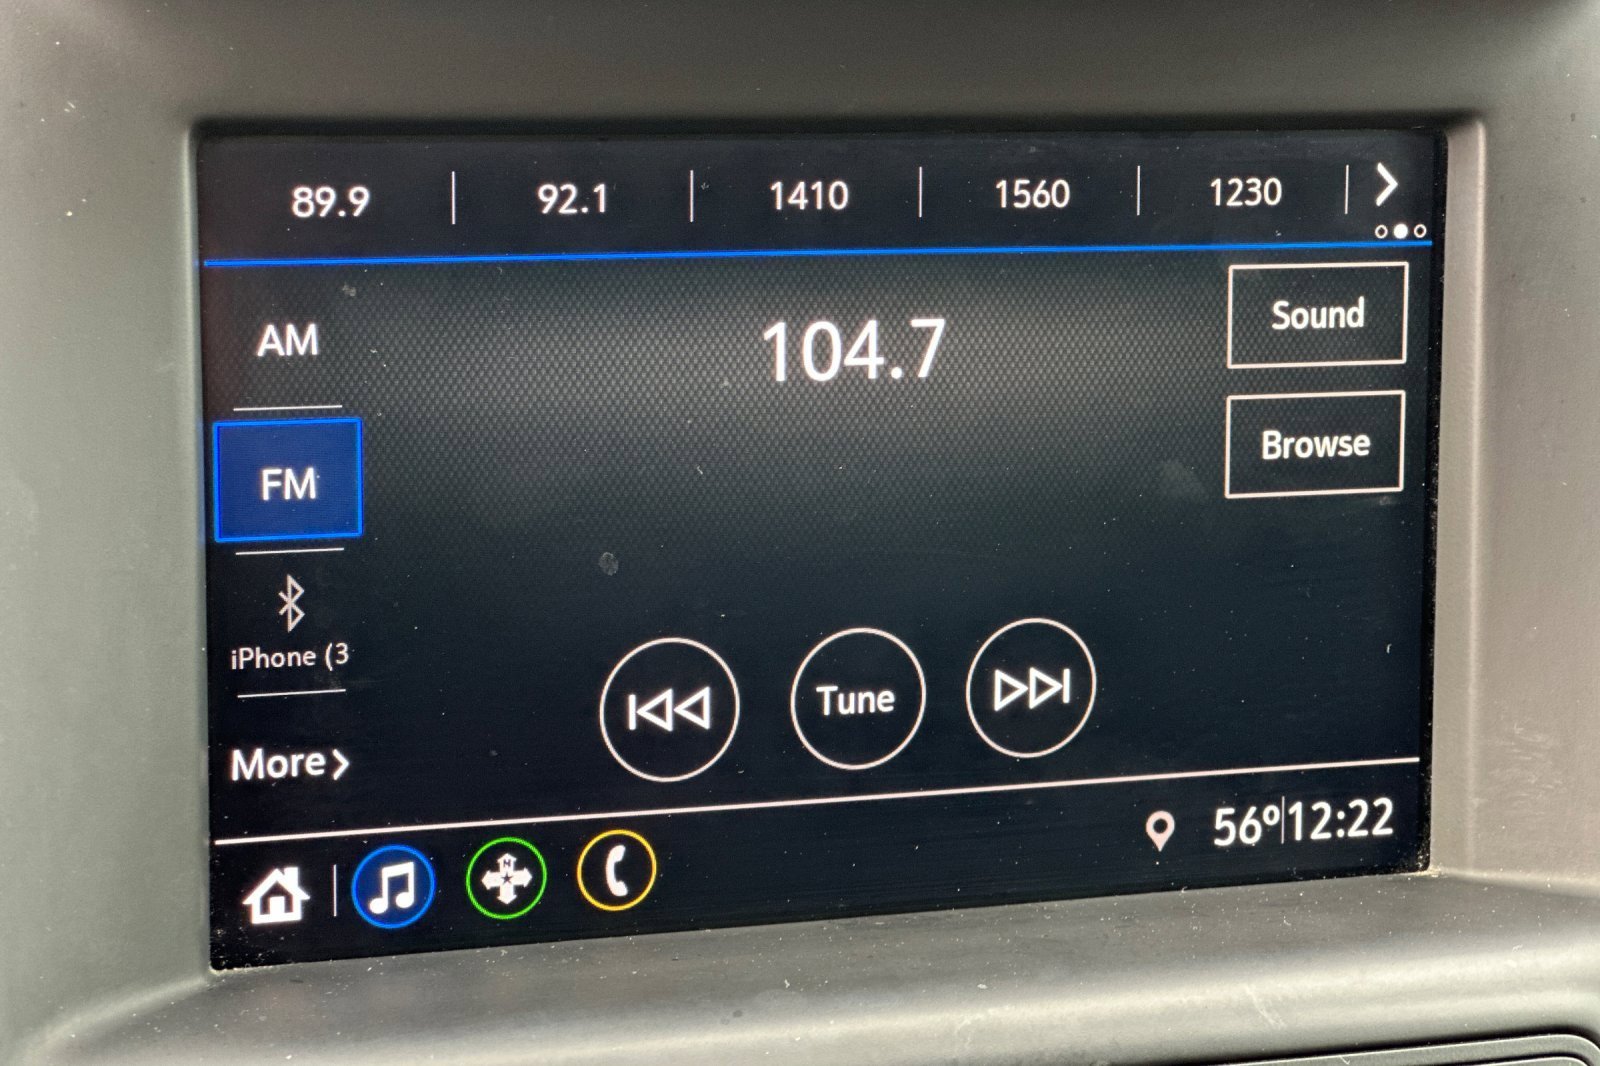 89.9 92.1 1410 1560 1230
AM
104.7
Sound
FM
Browse
iPhone (3
Tune
More
56° 12:22
N